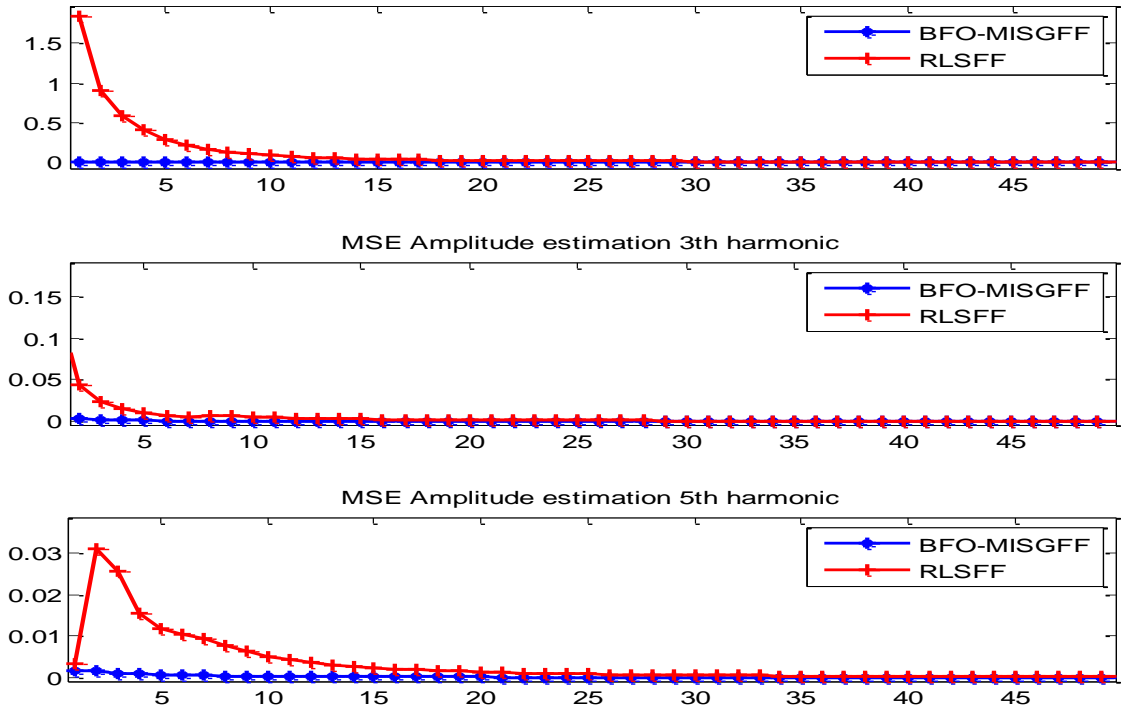 1.5
1
0.5
0
BFO-MISGFF
RLSFF
5 10 15 20 25 30 35 40 45
MSE Amplitude estimation 3th harmonic
0.15
0.1
0.05
0
BFO-MISGFF
RLSFF
5 10 15 20 25 30 35 40 45
MSE Amplitude estimation 5th harmonic
0.03
0.02
0.01
0
BFO-MISGFF
RLSFF
5 10 15 20 25 30 35 40 45